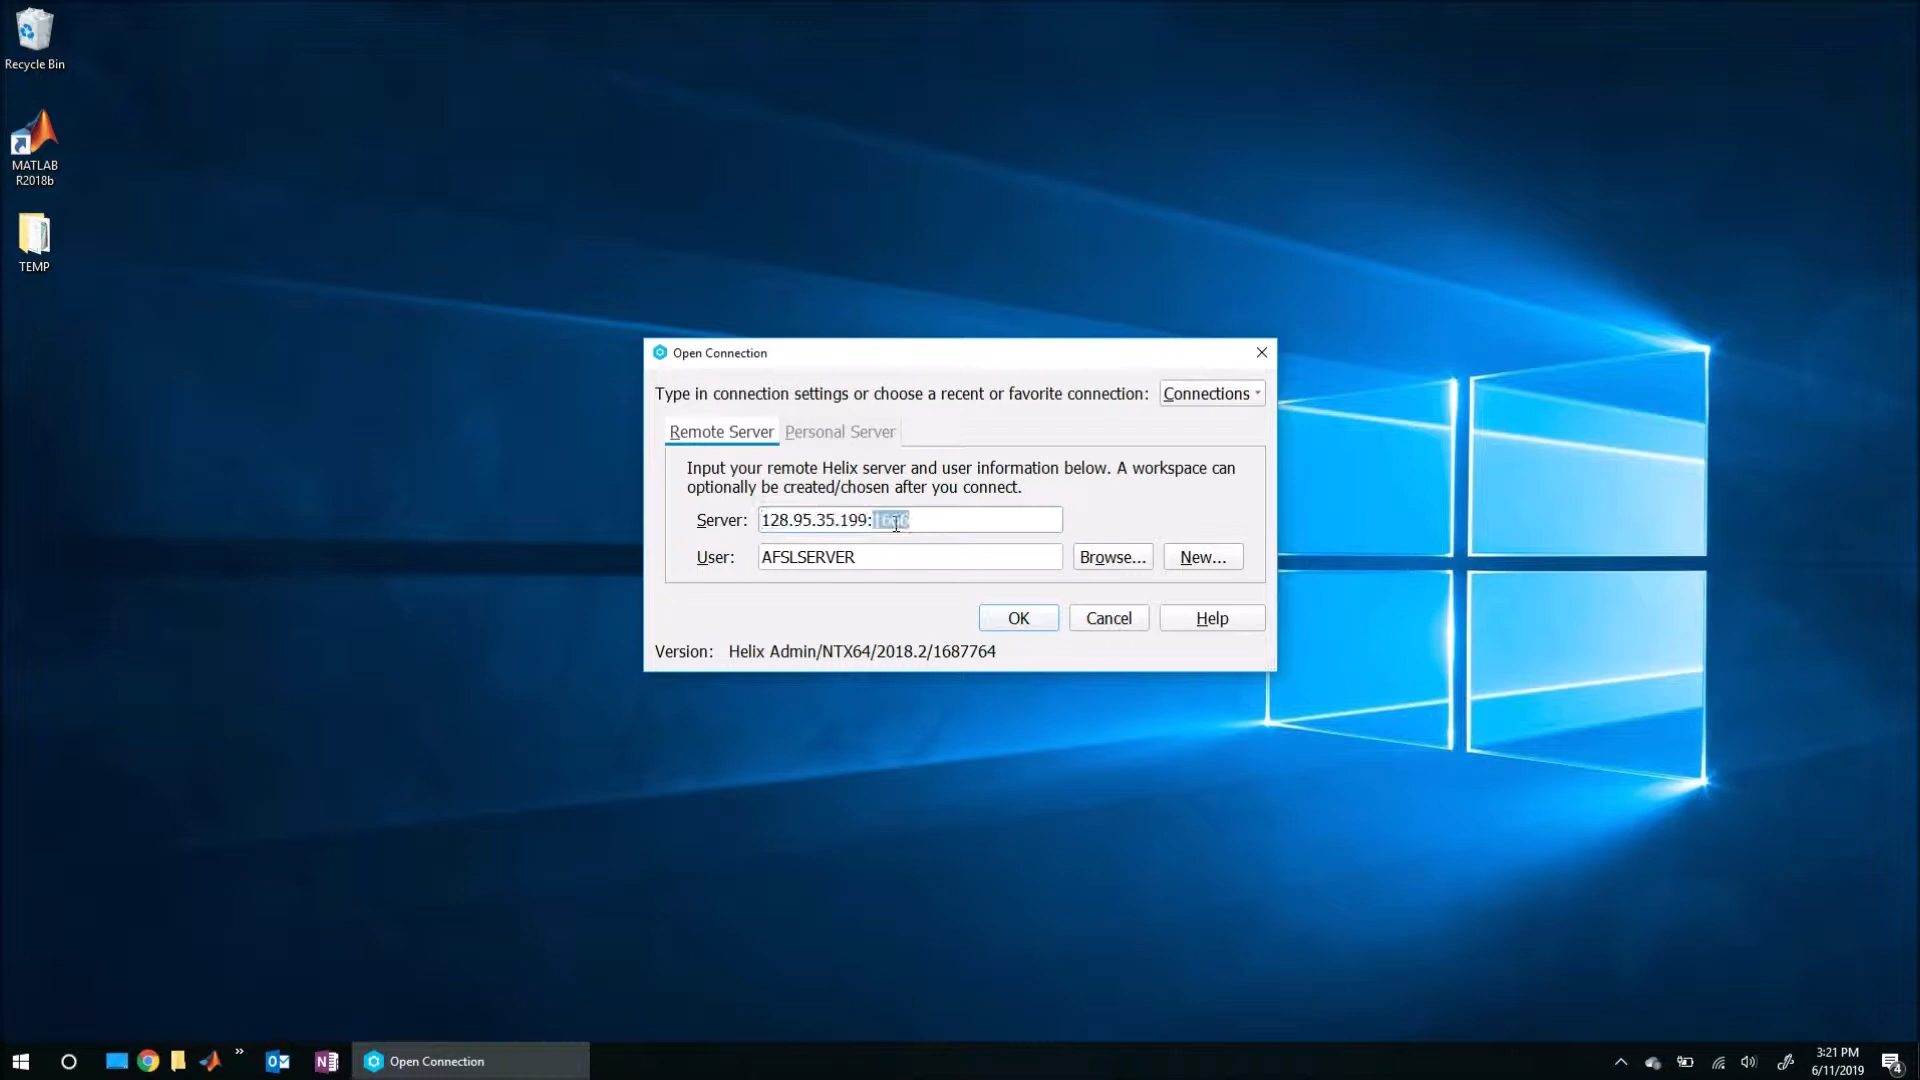 Recycle Bin
MATLAB
R2018b
TEMP
Open Connection
Type in connection settings or choose a recent or favorite connection: Connections
Remote Server Personal Server
Input your remote Helix server and user information below. A workspace can
optionally be created/chosen after you connect.
Server: 128.95.35.199:1666
User: AFSLSERVER Browse... New...
OK Cancel Help
Version: Helix Admin/NTX64/2018.2/1687764
Open Connection
3:21 PM
6/11/2019
4